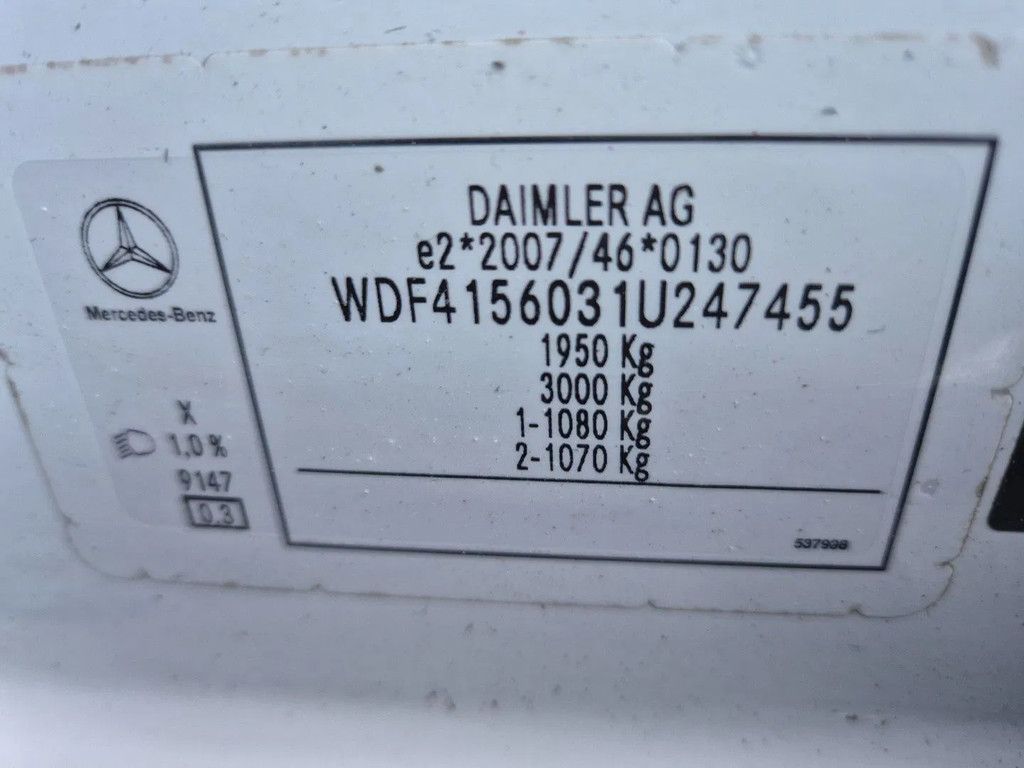 DAIMLER AG
e2*2007/46*0130
WDF4156031U247455
1950 Kg
3000 Kg
1-1080 Kg
2-1070 Kg
Mercedes-Benz
X
1,0 %
9147
0.3
537938